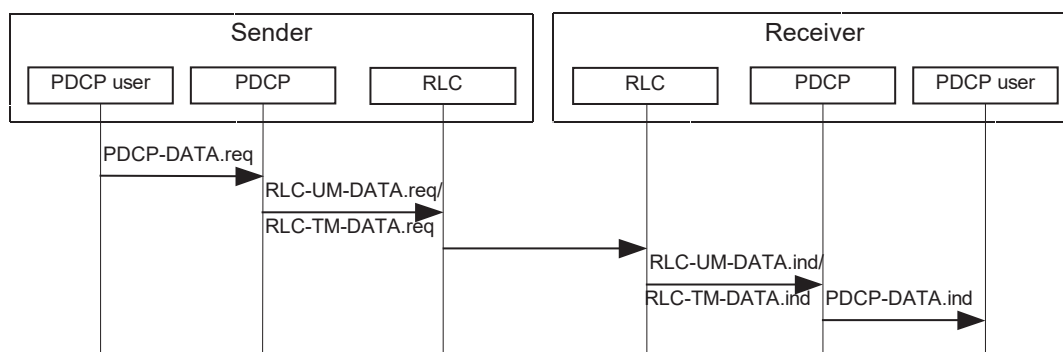 Sender
Receiver
PDCP user
PDCP
RLC
RLC
PDCP
PDCP user
PDCP-DATA.req
RLC-UM-DATA.req/
RLC-TM-DATA.req
RLC-UM-DATA.ind/
RLC-TM-DATA.ind
PDCP-DATA.ind